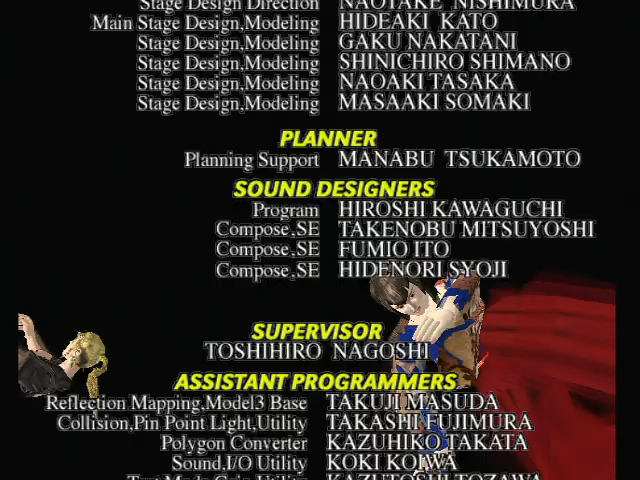 Stage Design Direction NAOTAKE NISHIMURA
Main Stage Design,Modeling HIDEAKI KATO
Stage Design,Modeling GAKU NAKATANI
Stage Design,Modeling SHINICHIRO SHIMANO
Stage Design,Modeling NAOAKI TASAKA
Stage Design,Modeling MASAAKI SOMAKI
PLANNER
Planning Support MANABU TSUKAMOTO
SOUND DESIGNERS
Program HIROSHI KAWAGUCHI
Compose,SE TAKENOBU MITSUYOSHI
Compose,SE FUMIO ITO
Compose,SE HIDENORI SYOJI
SUPERVISOR
TOSHIHIRO NAGOSHI
ASSISTANT PROGRAMMERS
Reflection Mapping,Model3 Base TAKUJI MASUDA
Collision,Pin Point Light,Utility TAKASHI FUJIMURA
Polygon Converter KAZUHIKO TAKATA
Sound,I/O Utility KOKI KOIWA
Utility KAZUTOSHI TOZAWA